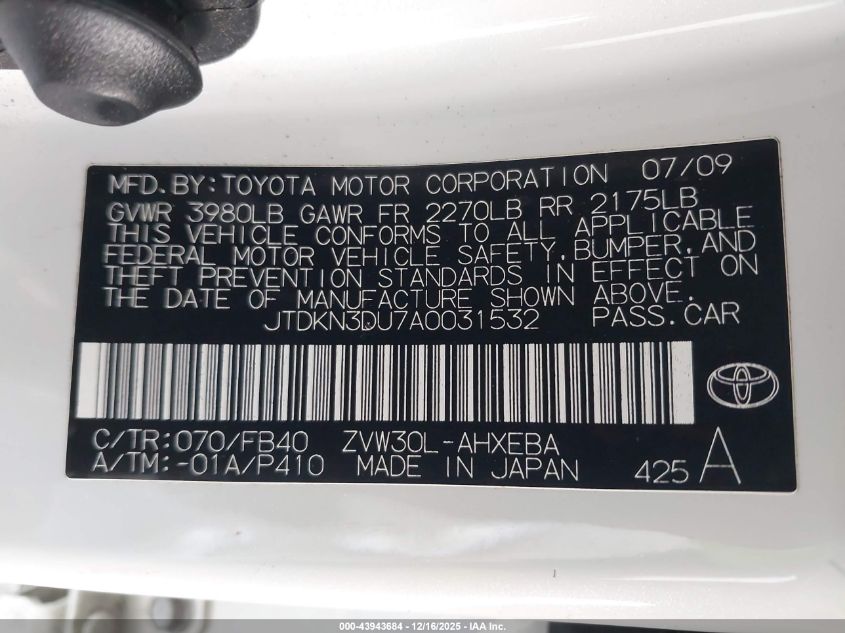 MFD. BY: TOYOTA MOTOR CORPORATION 07/09
GVWR 3980LB GAWR FR 2270LB RR 2175LB
THIS VEHICLE CONFORMS TO ALL APPLICABLE
FEDERAL MOTOR VEHICLE SAFETY, BUMPER, AND
THEFT PREVENTION STANDARDS IN EFFECT ON
THE DATE OF MANUFACTURE SHOWN ABOVE.
JTDKN3DU7A0031532 PASS. CAR
C/TR: 070/FB40 ZVW30L-AHXEBA
A/TM: -01A/P410 MADE IN JAPAN 425 A
000-43943684 - 12/16/2025 - IAA Inc.